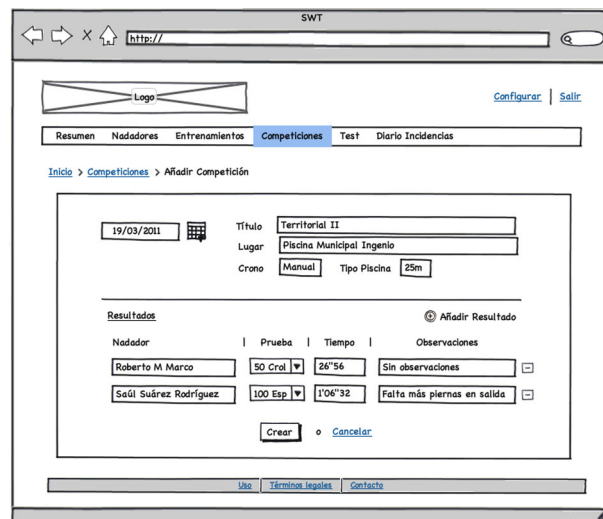 SWT
http://
Logo
Configurar | Salir
Resumen Nadadores Entrenamientos Competiciones Test Diario Incidencias
Inicio > Competiciones > Añadir Competición
19/03/2011
Título Territorial II
Lugar Piscina Municipal Ingenio
Crono Manual Tipo Piscina 25m
Resultados Añadir Resultado
Nadador | Prueba | Tiempo | Observaciones
Roberto M Marco 50 Crol 26"56 Sin observaciones
Saúl Suárez Rodríguez 100 Esp 1'06"32 Falta más piernas en salida
Crear o Cancelar
Uso | Términos legales | Contacto